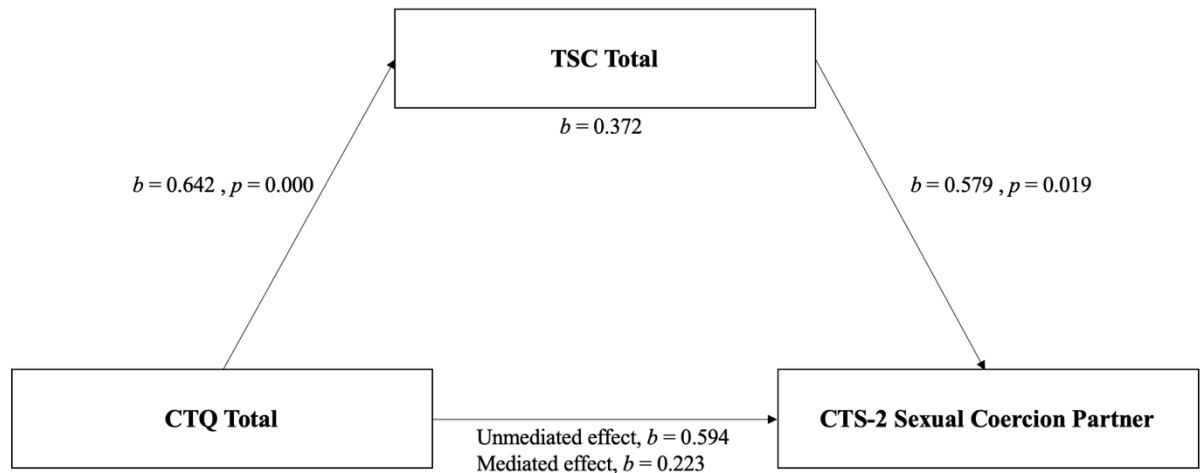 TSC Total
b = 0.372
b = 0.642 , p = 0.000
b = 0.579 , p = 0.019
CTQ Total
CTS-2 Sexual Coercion Partner
Unmediated effect, b = 0.594
Mediated effect, b = 0.223